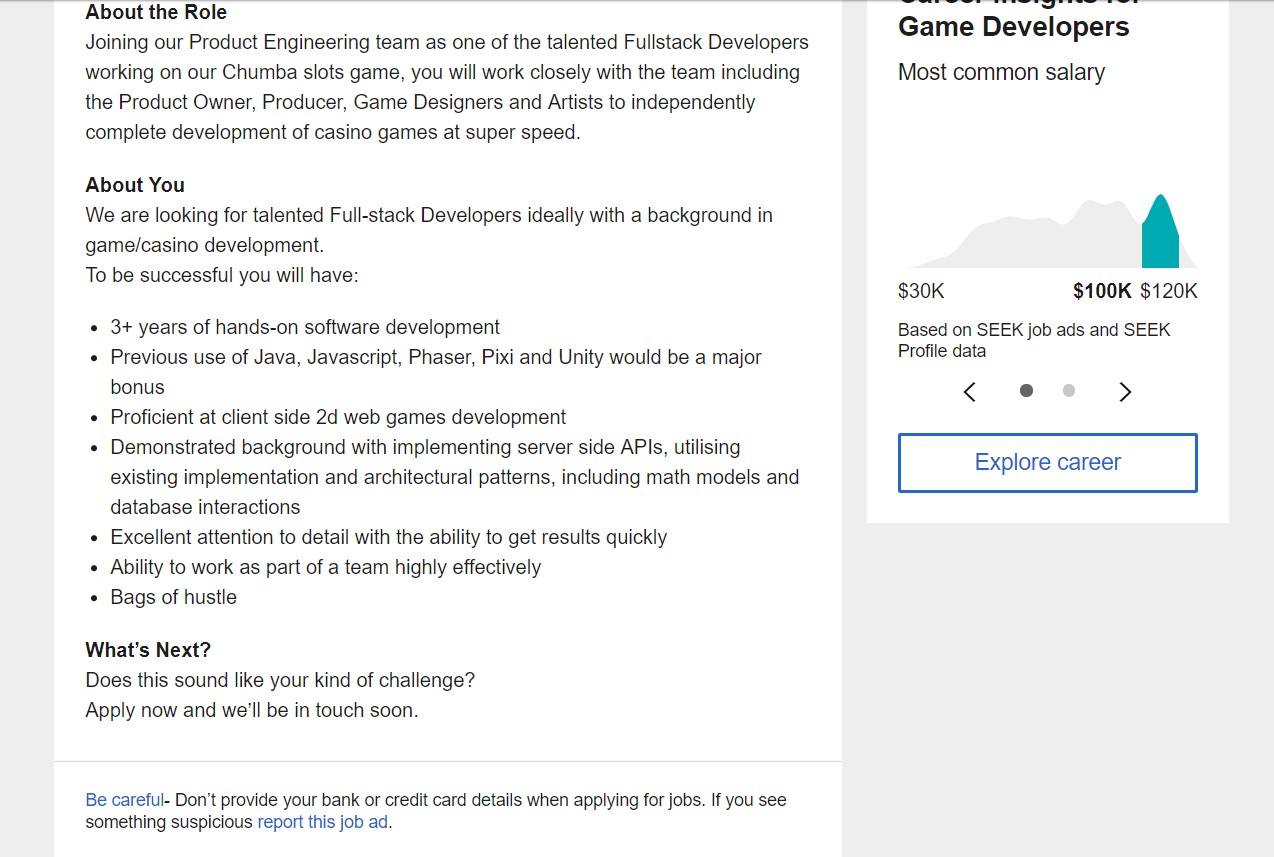 About the Role
Joining our Product Engineering team as one of the talented Fullstack Developers
working on our Chumba slots game, you will work closely with the team including
the Product Owner, Producer, Game Designers and Artists to independently
complete development of casino games at super speed.
About You
We are looking for talented Full-stack Developers ideally with a background in
game/casino development.
To be successful you will have:
• 3+ years of hands-on software development
• Previous use of Java, Javascript, Phaser, Pixi and Unity would be a major
bonus
• Proficient at client side 2d web games development
• Demonstrated background with implementing server side APIs, utilising
existing implementation and architectural patterns, including math models and
database interactions
• Excellent attention to detail with the ability to get results quickly
• Ability to work as part of a team highly effectively
• Bags of hustle
What’s Next?
Does this sound like your kind of challenge?
Apply now and we’ll be in touch soon.
Be careful- Don’t provide your bank or credit card details when applying for jobs. If you see
something suspicious report this job ad.
Career Insights for
Game Developers
Most common salary
$30K $100K $120K
Based on SEEK job ads and SEEK
Profile data
Explore career